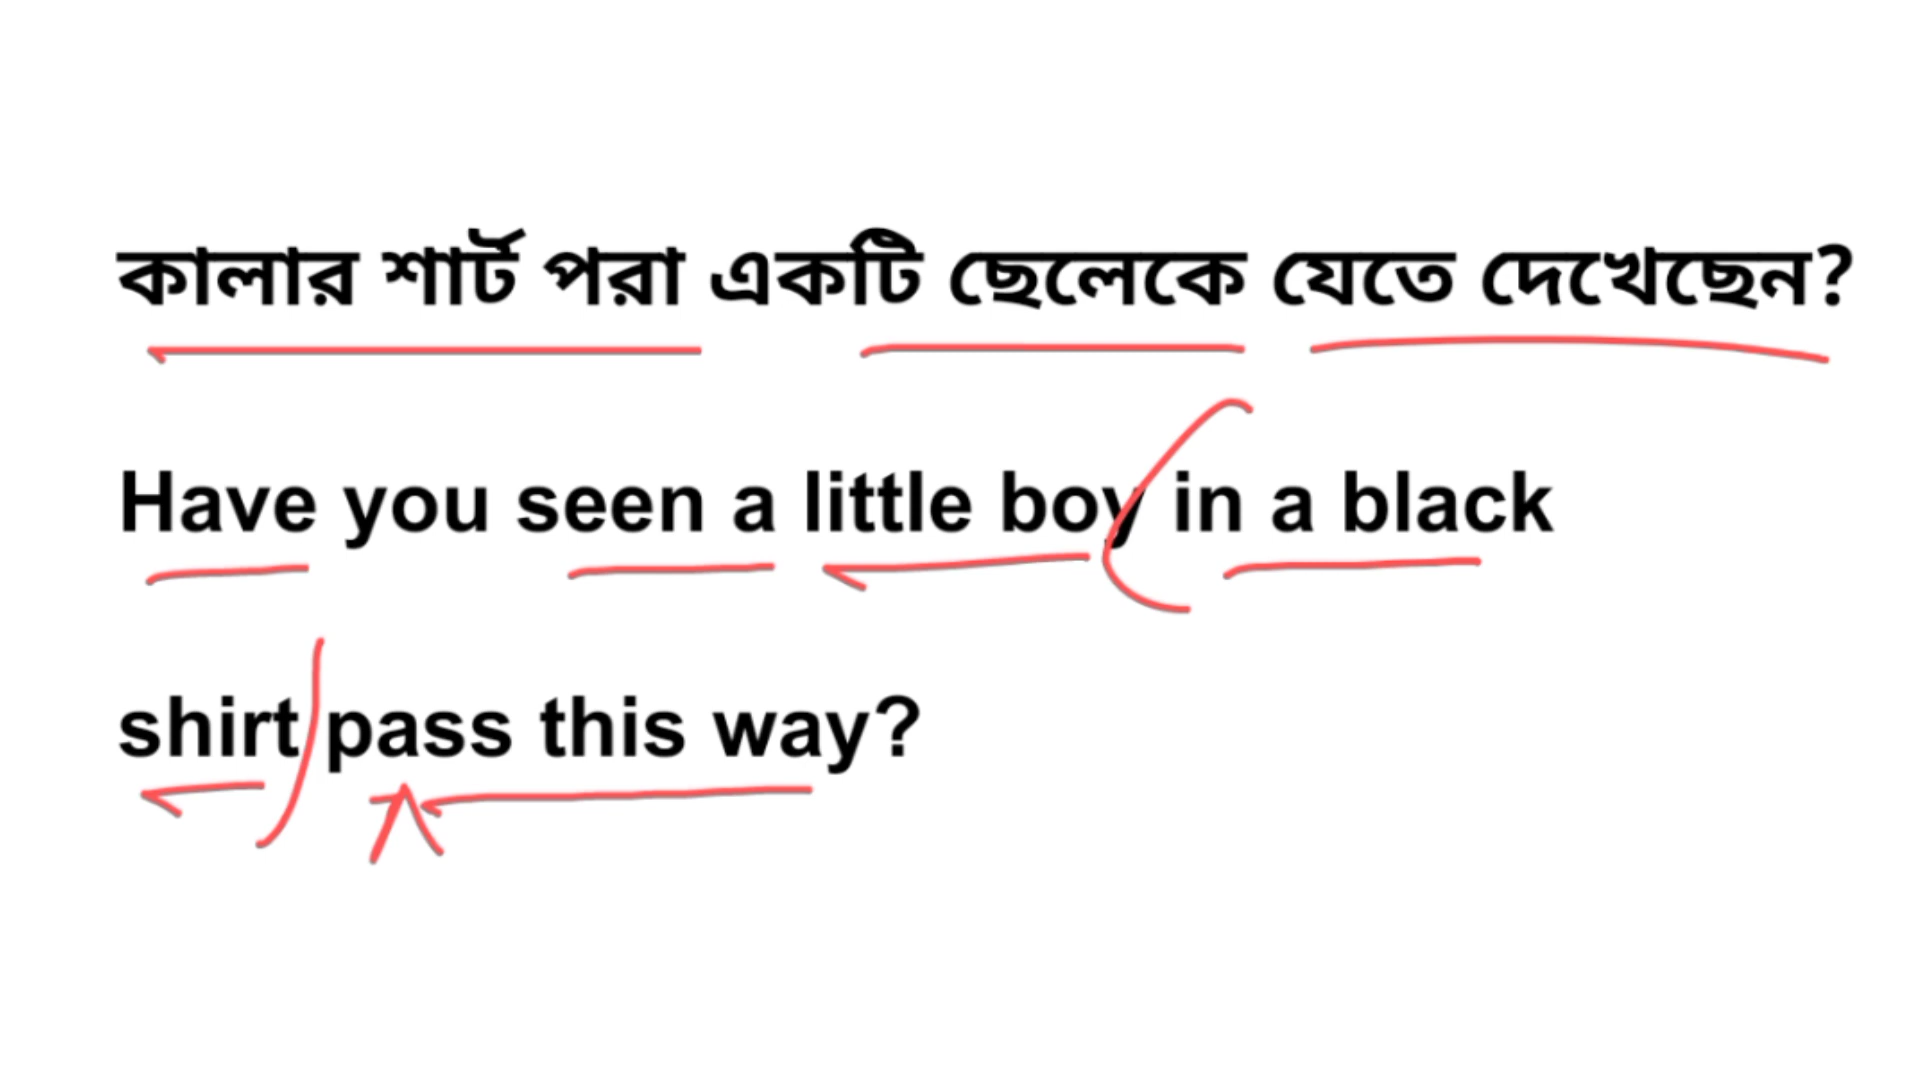 কালার শার্ট পরা একটি ছেলেকে যেতে দেখেছেন?
Have you seen a little boy in a black
shirt pass this way?